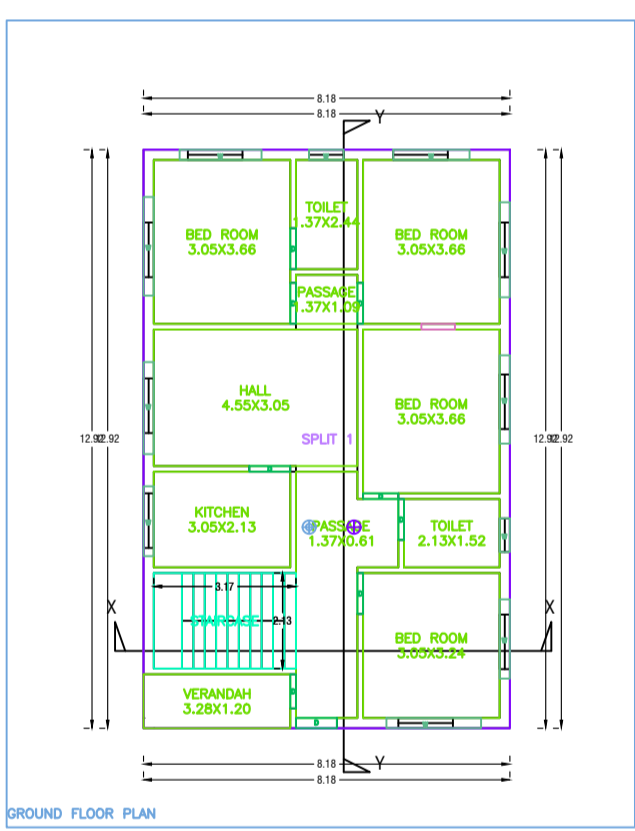 8.18
8.18
Y
TOILET
1.37X2.44
BED ROOM
3.05X3.66
BED ROOM
3.05X3.66
PASSAGE
1.37X1.09
HALL
4.55X3.05
BED ROOM
3.05X3.66
12.92
12.92
SPLIT 1
12.92
12.92
KITCHEN
3.05X2.13
PASSAGE
1.37X0.61
TOILET
2.13X1.52
3.17
X
X
STAIRCASE
2.13
BED ROOM
3.05X3.24
VERANDAH
3.28X1.20
8.18
Y
8.18
GROUND FLOOR PLAN